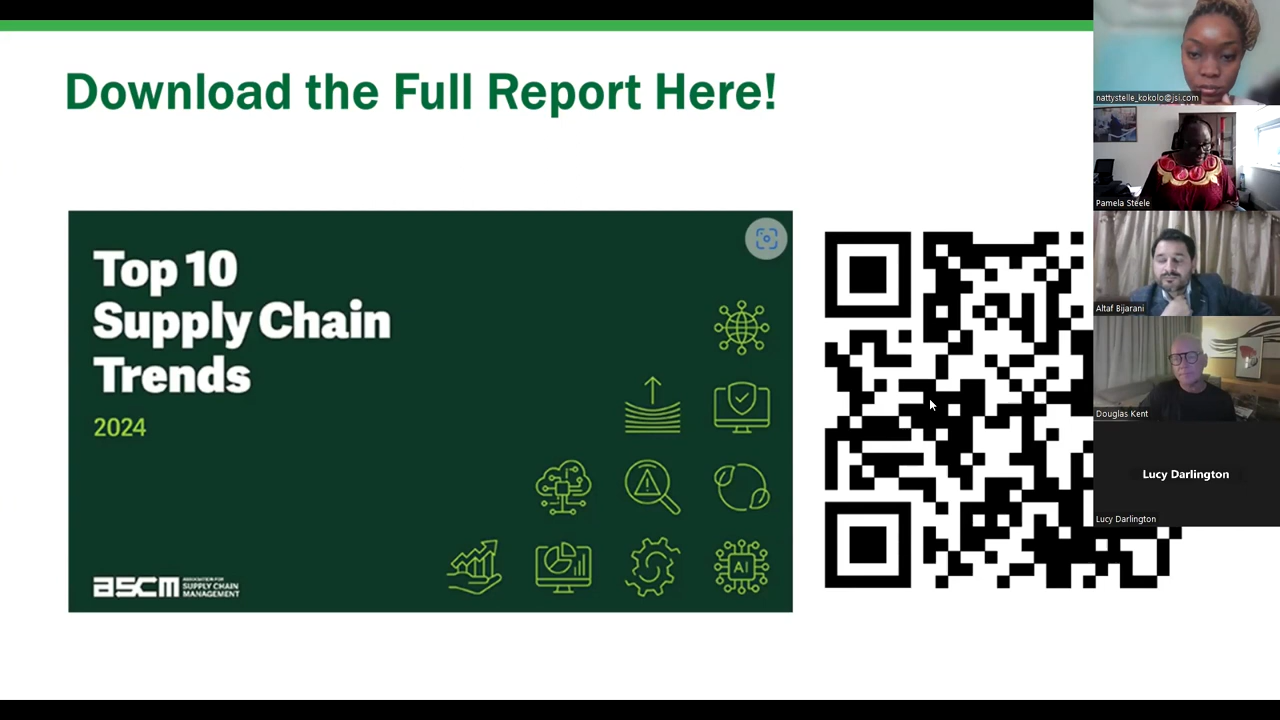 Download the Full Report Here!
Top 10
Supply Chain
Trends
2024
AI
ASCM
ASSOCIATION FOR
SUPPLY CHAIN
MANAGEMENT
nattystelle_kokolo@jsi.com
Pamela Steele
Altaf Bijarani
Douglas Kent
Lucy Darlington
Lucy Darlington